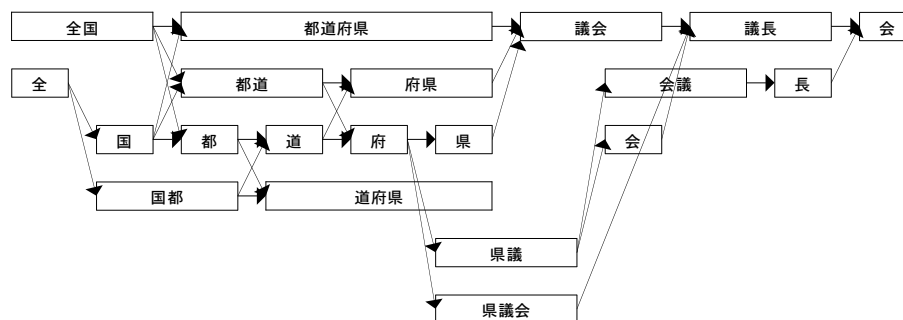 全国 都道府県 議会 議長 会
全 都道 府県 会議 長
国 都 道 府 県 会
国都 道府県
県議
県議会